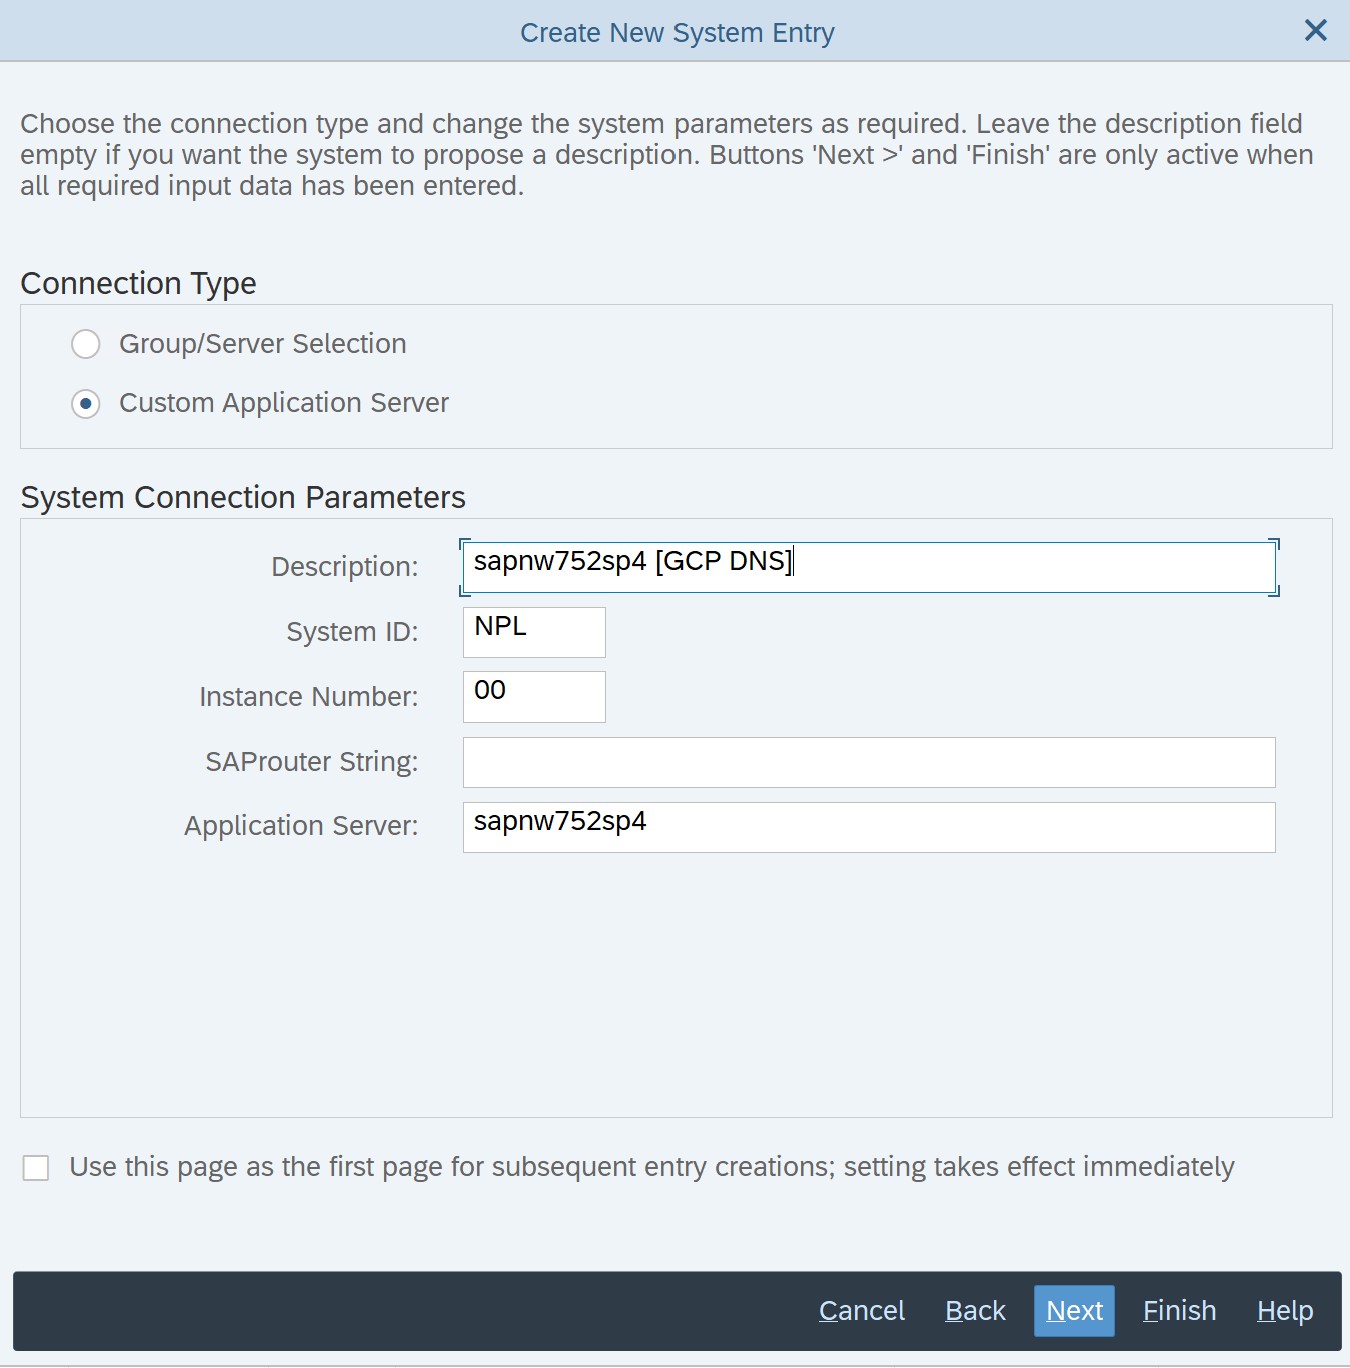 Create New System Entry
Choose the connection type and change the system parameters as required. Leave the description field
empty if you want the system to propose a description. Buttons 'Next >' and 'Finish' are only active when
all required input data has been entered.
Connection Type
Group/Server Selection
Custom Application Server
System Connection Parameters
Description: sapnw752sp4 [GCP DNS]
System ID: NPL
Instance Number: 00
SAProuter String:
Application Server: sapnw752sp4
Use this page as the first page for subsequent entry creations; setting takes effect immediately
Cancel Back Next Finish Help